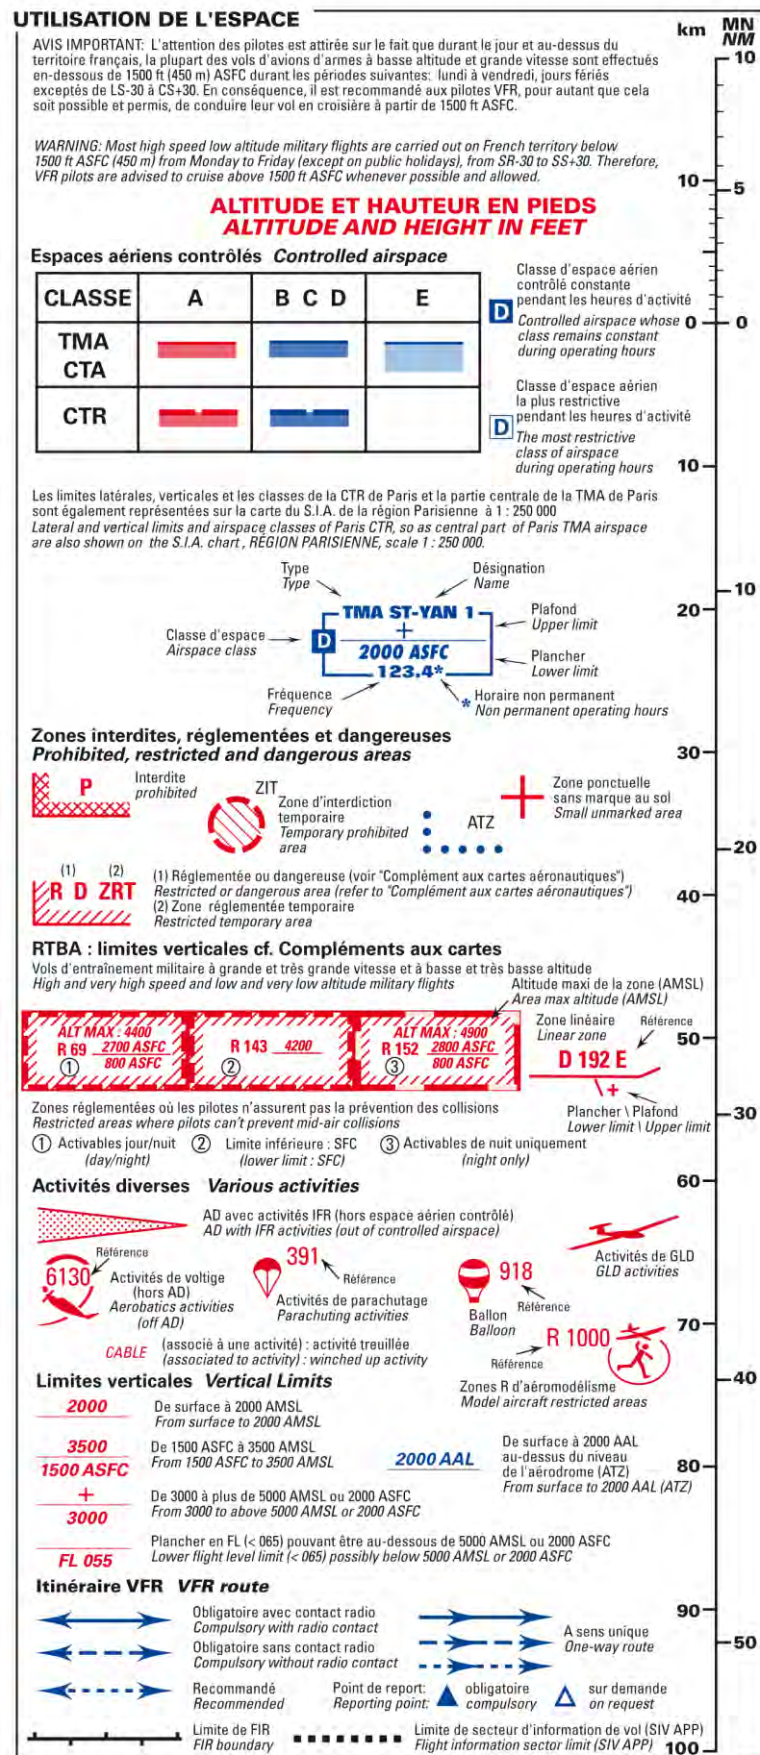 UTILISATION DE L'ESPACE
km
MN
NM
AVIS IMPORTANT: L'attention des pilotes est attirée sur le fait que durant le jour et au-dessus du
territoire français, la plupart des vols d'avions d'armes à basse altitude et grande vitesse sont effectués
en-dessous de 1500 ft (450 m) ASFC durant les périodes suivantes: lundi à vendredi, jours fériés
exceptés de LS-30 à CS+30. En conséquence, il est recommandé aux pilotes VFR, pour autant que cela
soit possible et permis, de conduire leur vol en croisière à partir de 1500 ft ASFC.
WARNING: Most high speed low altitude military flights are carried out on French territory below
1500 ft ASFC (450 m) from Monday to Friday (except on public holidays), from SR-30 to SS+30. Therefore,
VFR pilots are advised to cruise above 1500 ft ASFC whenever possible and allowed.
ALTITUDE ET HAUTEUR EN PIEDS
ALTITUDE AND HEIGHT IN FEET
Espaces aériens contrôlés Controlled airspace
CLASSE A B C D E
TMA
CTA
CTR
D
Classe d'espace aérien
contrôlé constante
pendant les heures d'activité
Controlled airspace whose
class remains constant
during operating hours
D
Classe d'espace aérien
la plus restrictive
pendant les heures d'activité
The most restrictive
class of airspace
during operating hours
Les limites latérales, verticales et les classes de la CTR de Paris et la partie centrale de la TMA de Paris
sont également représentées sur la carte du S.I.A. de la région Parisienne à 1 : 250 000
Lateral and vertical limits and airspace classes of Paris CTR, so as central part of Paris TMA airspace
are also shown on the S.I.A. chart, RÉGION PARISIENNE, scale 1 : 250 000.
Type
Type
Désignation
Name
TMA ST-YAN 1
+
2000 ASFC
123.4*
D
Classe d'espace
Airspace class
Plafond
Upper limit
Plancher
Lower limit
Fréquence
Frequency
* Horaire non permanent
Non permanent operating hours
Zones interdites, réglementées et dangereuses
Prohibited, restricted and dangerous areas
P
Interdite
prohibited
ZIT
Zone d'interdiction
temporaire
Temporary prohibited
area
ATZ
Zone ponctuelle
sans marque au sol
Small unmarked area
(1) (2)
R D ZRT
(1) Réglementée ou dangereuse (voir "Complément aux cartes aéronautiques")
Restricted or dangerous area (refer to "Complément aux cartes aéronautiques")
(2) Zone réglementée temporaire
Restricted temporary area
RTBA : limites verticales cf. Compléments aux cartes
Vols d'entraînement militaire à grande et très grande vitesse et à basse et très basse altitude
High and very high speed and low and very low altitude military flights
Altitude maxi de la zone (AMSL)
Area max altitude (AMSL)
ALT MAX : 4400
R 69 2700 ASFC
800 ASFC
1
R 143 4200
2
ALT MAX : 4900
R 152 2800 ASFC
800 ASFC
3
Zone linéaire
Linear zone
Référence
D 192 E
\ +
Plancher \ Plafond
Lower limit \ Upper limit
Zones réglementées où les pilotes n'assurent pas la prévention des collisions
Restricted areas where pilots can't prevent mid-air collisions
1 Activables jour/nuit
(day/night)
2 Limite inférieure : SFC
(lower limit : SFC)
3 Activables de nuit uniquement
(night only)
Activités diverses Various activities
AD avec activités IFR (hors espace aérien contrôlé)
AD with IFR activities (out of controlled airspace)
Activités de GLD
GLD activities
6130
Référence
Activités de voltige
(hors AD)
Aerobatics activities
(off AD)
391
Référence
Activités de parachutage
Parachuting activities
918
Référence
Ballon
Balloon
CABLE
(associé à une activité) : activité treuillée
(associated to activity) : winched up activity
R 1000
Référence
Zones R d'aéromodélisme
Model aircraft restricted areas
Limites verticales Vertical Limits
2000
De surface à 2000 AMSL
From surface to 2000 AMSL
3500
1500 ASFC
De 1500 ASFC à 3500 AMSL
From 1500 ASFC to 3500 AMSL
2000 AAL
De surface à 2000 AAL
au-dessus du niveau
de l'aérodrome (ATZ)
From surface to 2000 AAL (ATZ)
+
3000
De 3000 à plus de 5000 AMSL ou 2000 ASFC
From 3000 to above 5000 AMSL or 2000 ASFC
FL 055
Plancher en FL (< 065) pouvant être au-dessous de 5000 AMSL ou 2000 ASFC
Lower flight level limit (< 065) possibly below 5000 AMSL or 2000 ASFC
Itinéraire VFR VFR route
Obligatoire avec contact radio
Compulsory with radio contact
Obligatoire sans contact radio
Compulsory without radio contact
A sens unique
One-way route
Recommandé
Recommended
Point de report:
Reporting point:
obligatoire
compulsory
sur demande
on request
Limite de FIR
FIR boundary
Limite de secteur d'information de vol (SIV APP)
Flight information sector limit (SIV APP)
10
10
5
0
0
10
10
20
30
20
40
50
30
60
70
40
80
90
50
100